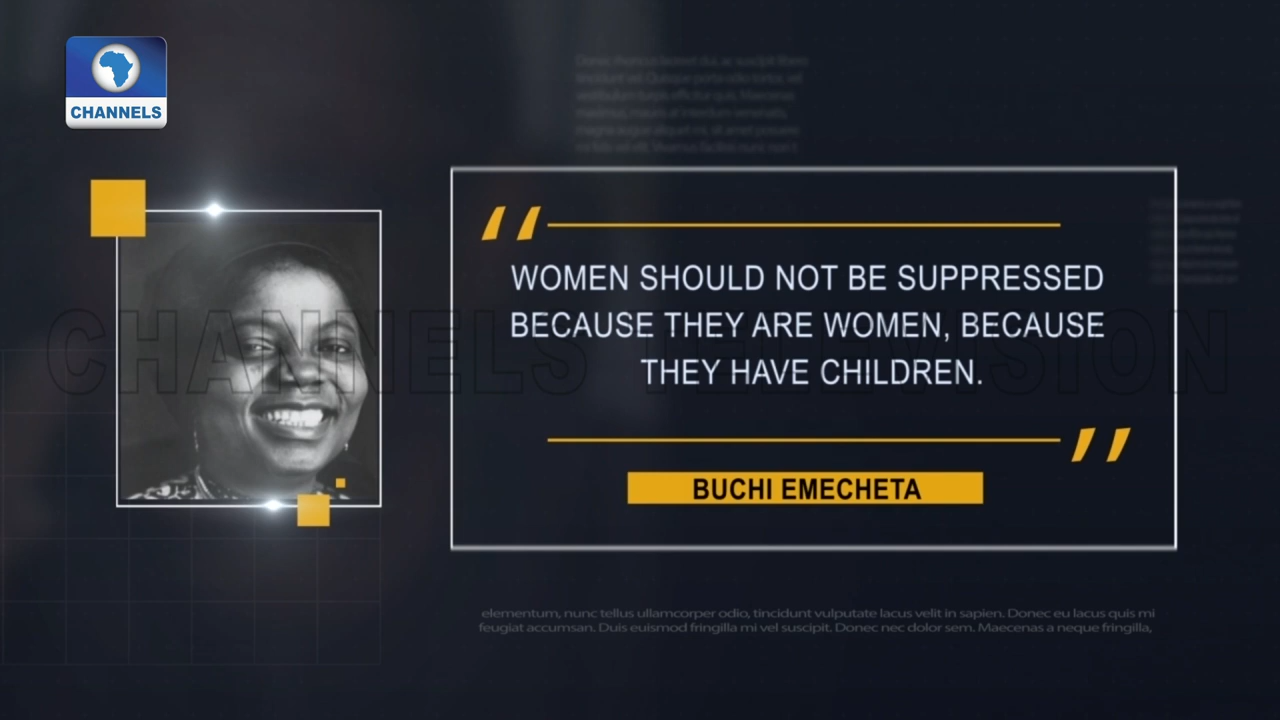 CHANNELS
CHANNELS TELEVISION
“
WOMEN SHOULD NOT BE SUPPRESSED
BECAUSE THEY ARE WOMEN, BECAUSE
THEY HAVE CHILDREN.
”
BUCHI EMECHETA
elementum, nunc tellus ullamcorper odio, tincidunt vulputate lacus velit in sapien. Donec eu lacus quis mi
feugiat accumsan. Duis euismod fringilla mi vel suscipit. Donec nec dolor sem. Maecenas a neque fringilla,